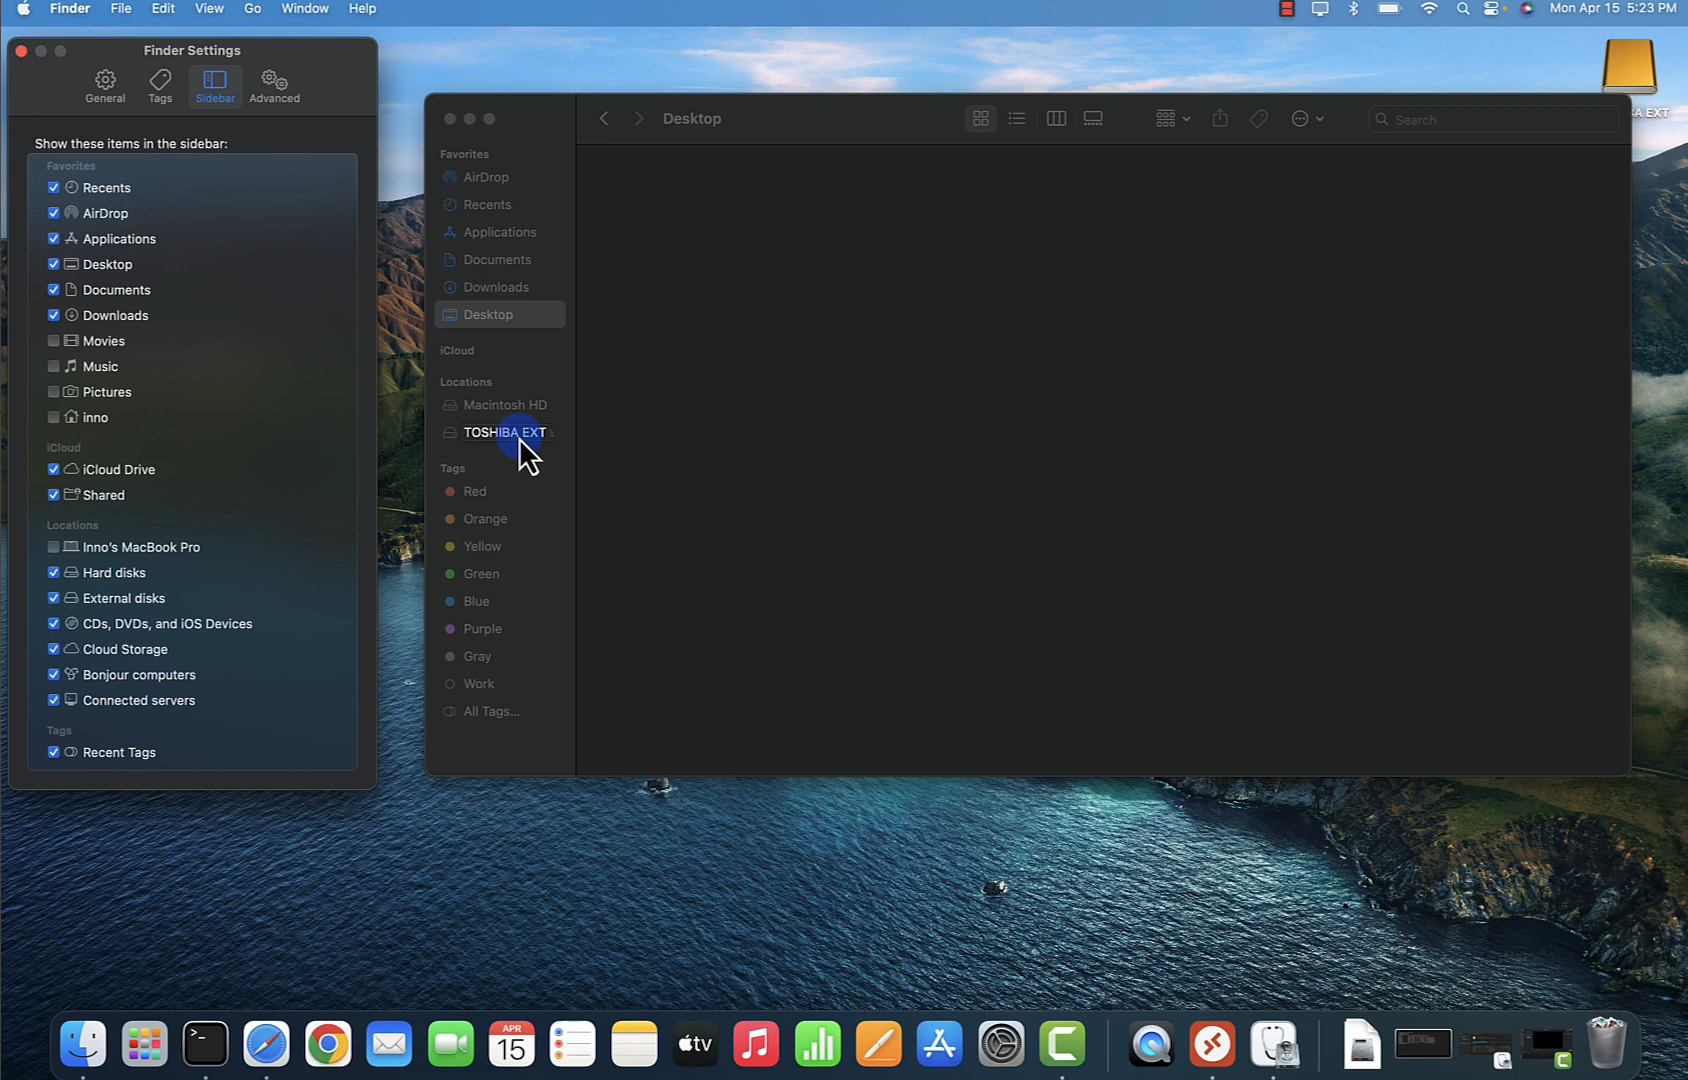 Finder File Edit View Go Window Help
Mon Apr 15 5:23 PM
Finder Settings
General Tags Sidebar Advanced
Show these items in the sidebar:
Favorites
Recents
AirDrop
Applications
Desktop
Documents
Downloads
Movies
Music
Pictures
inno
iCloud
iCloud Drive
Shared
Locations
Inno's MacBook Pro
Hard disks
External disks
CDs, DVDs, and iOS Devices
Cloud Storage
Bonjour computers
Connected servers
Tags
Recent Tags
Desktop
Search
Favorites
AirDrop
Recents
Applications
Documents
Downloads
Desktop
iCloud
Locations
Macintosh HD
TOSHIBA EXT
Tags
Red
Orange
Yellow
Green
Blue
Purple
Gray
Work
All Tags...
A EXT
APR
15
tv